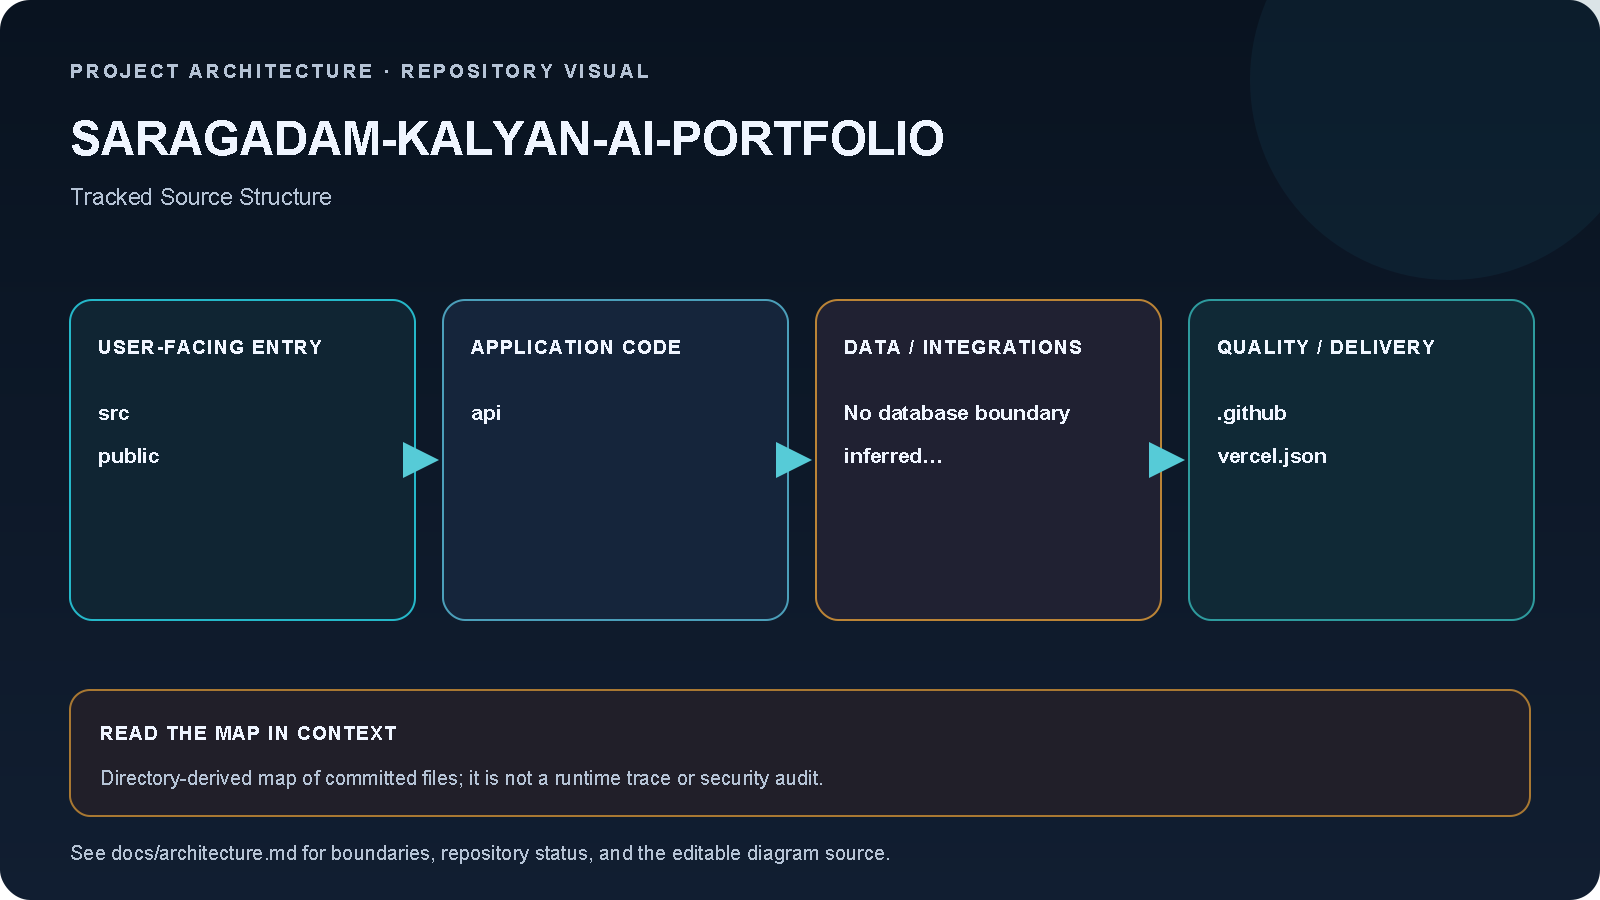 PROJECT ARCHITECTURE · REPOSITORY VISUAL
SARAGADAM-KALYAN-AI-PORTFOLIO
Tracked Source Structure
USER-FACING ENTRY
src
public
APPLICATION CODE
api
DATA / INTEGRATIONS
No database boundary
inferred…
QUALITY / DELIVERY
.github
vercel.json
READ THE MAP IN CONTEXT
Directory-derived map of committed files; it is not a runtime trace or security audit.
See docs/architecture.md for boundaries, repository status, and the editable diagram source.